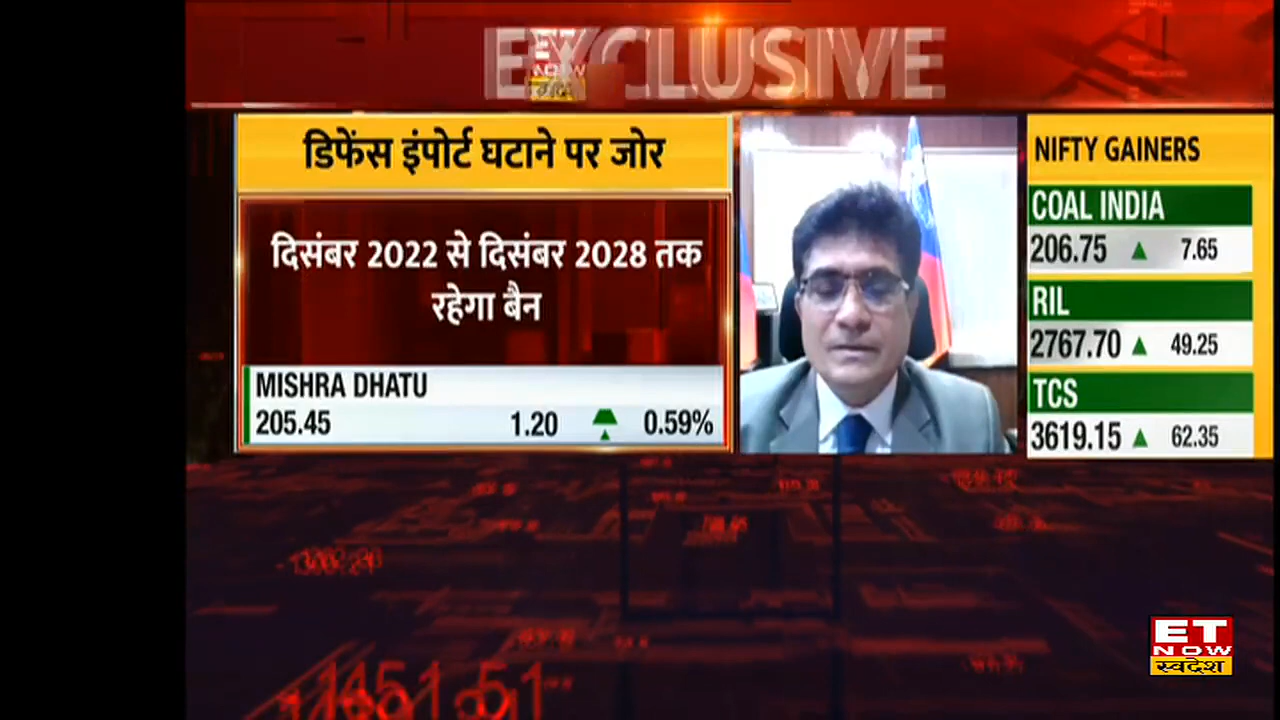 EXCLUSIVE
डिफेंस इंपोर्ट घटाने पर जोर
दिसंबर 2022 से दिसंबर 2028 तक
रहेगा बैन
MISHRA DHATU
205.45 1.20 0.59%
NIFTY GAINERS
COAL INDIA
206.75 7.65
RIL
2767.70 49.25
TCS
3619.15 62.35
ET
NOW
स्वदेश